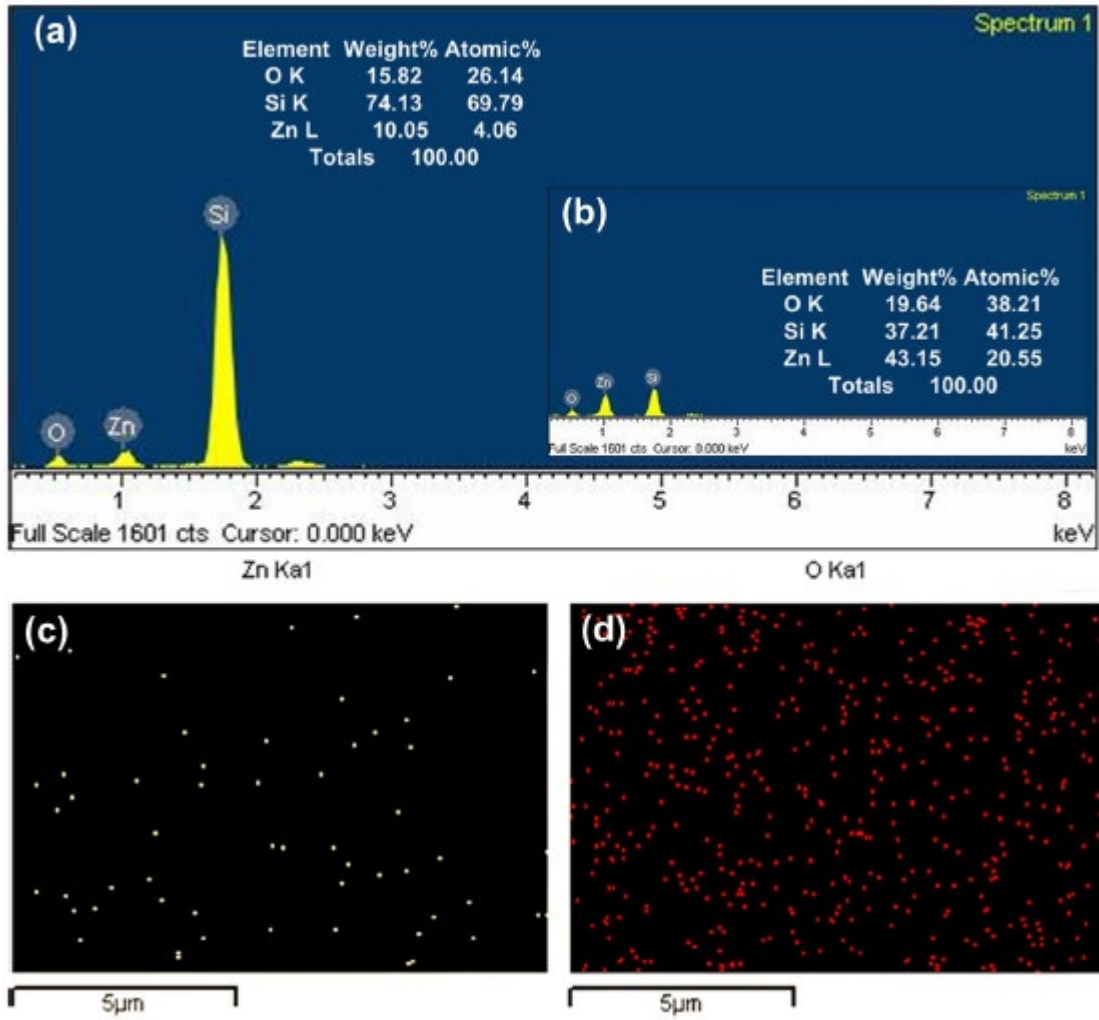 (a)
Spectrum 1
Element Weight% Atomic%
O K 15.82 26.14
Si K 74.13 69.79
Zn L 10.05 4.06
Totals 100.00
Si
O
Zn
1 2 3 4 5 6 7 8
Full Scale 1601 cts Cursor: 0.000 keV keV
(b)
Spectrum 1
Element Weight% Atomic%
O K 19.64 38.21
Si K 37.21 41.25
Zn L 43.15 20.55
Totals 100.00
O
Zn
Si
1 2 3 4 5 6 7 8
Full Scale 1601 cts Cursor: 0.000 keV keV
Zn Ka1
O Ka1
(c)
(d)
5µm
5µm